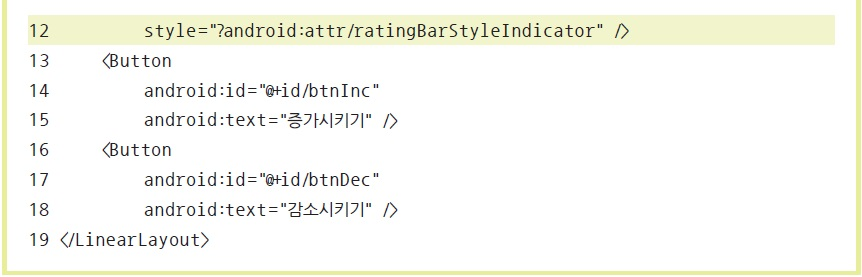 12 style="?android:attr/ratingBarStyleIndicator" />
13 <Button
14 android:id="@+id/btnInc"
15 android:text="증가시키기" />
16 <Button
17 android:id="@+id/btnDec"
18 android:text="감소시키기" />
19 </LinearLayout>